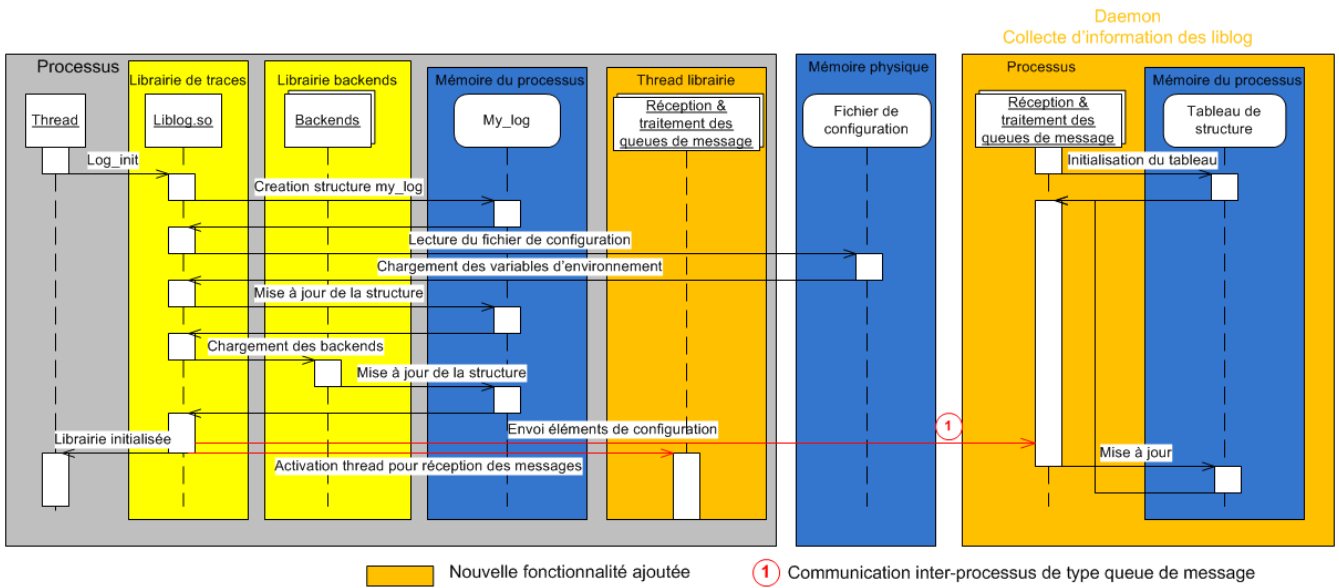 Daemon
Collecte d'information des liblog
Processus
Librairie de traces
Librairie backends
Mémoire du processus
Thread librairie
Mémoire physique
Processus
Mémoire du processus
Thread
Liblog.so
Backends
My_log
Réception &
traitement des
queues de message
Fichier de
configuration
Réception &
traitement des
queues de message
Tableau de
structure
Log_init
Initialisation du tableau
Creation structure my_log
Lecture du fichier de configuration
Chargement des variables d'environnement
Mise à jour de la structure
Chargement des backends
Mise à jour de la structure
Envoi éléments de configuration
1
Librairie initialisée
Mise à jour
Activation thread pour réception des messages
Nouvelle fonctionnalité ajoutée
1 Communication inter-processus de type queue de message